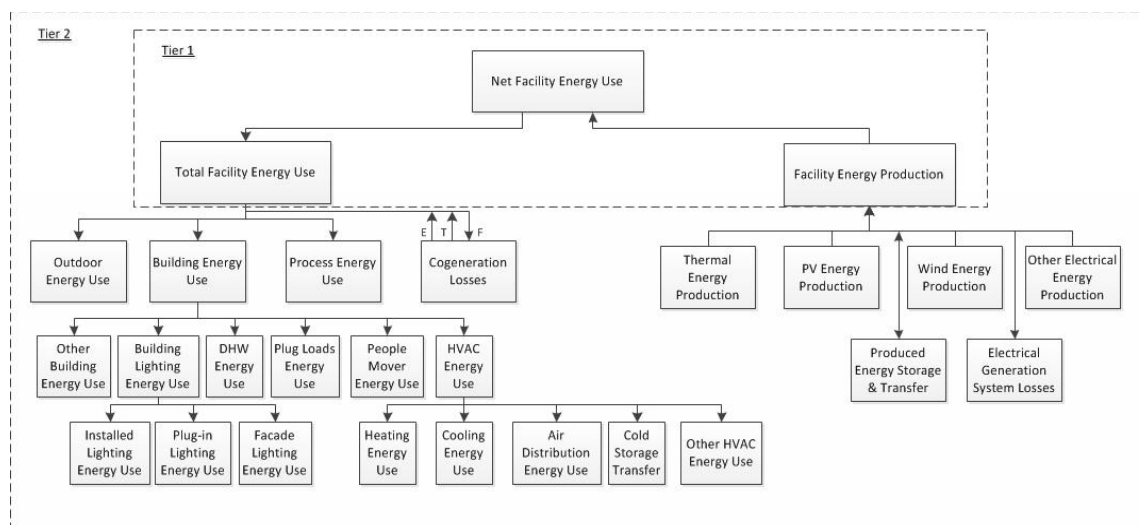 Tier 2
Tier 1
Net Facility Energy Use
Total Facility Energy Use
Facility Energy Production
E
T
F
Outdoor
Energy Use
Building Energy
Use
Process Energy
Use
Cogeneration
Losses
Thermal
Energy
Production
PV Energy
Production
Wind Energy
Production
Other Electrical
Energy
Production
Other
Building
Energy Use
Building
Lighting
Energy Use
DHW
Energy
Use
Plug Loads
Energy
Use
People
Mover
Energy Use
HVAC
Energy
Use
Produced
Energy Storage
& Transfer
Electrical
Generation
System Losses
Installed
Lighting
Energy Use
Plug-in
Lighting
Energy Use
Facade
Lighting
Energy Use
Heating
Energy
Use
Cooling
Energy
Use
Air
Distribution
Energy Use
Cold
Storage
Transfer
Other HVAC
Energy Use